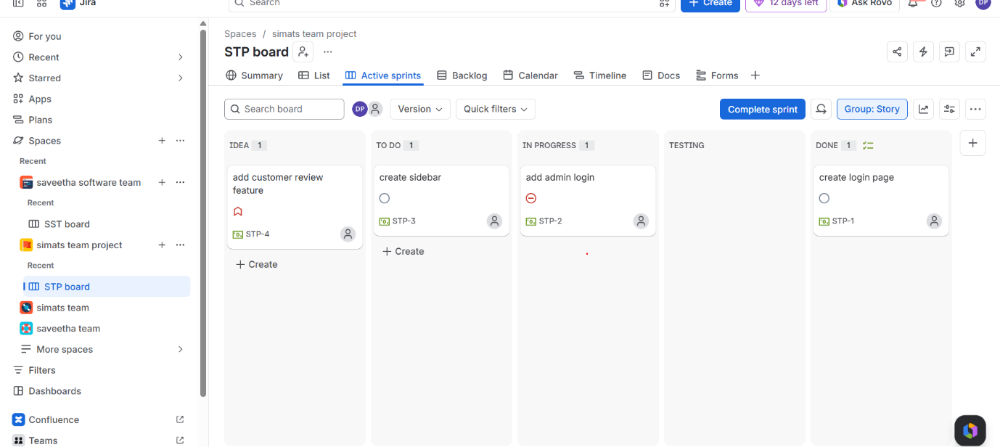 Jira
Search
Create
12 days left
Ask Rovo
DP
For you
Recent
Starred
Apps
Plans
Spaces
Recent
saveetha software team
Recent
SST board
simats team project
Recent
STP board
simats team
saveetha team
More spaces
Filters
Dashboards
Confluence
Teams
Spaces / simats team project
STP board
Summary
List
Active sprints
Backlog
Calendar
Timeline
Docs
Forms
Search board
DP
Version
Quick filters
Complete sprint
Group: Story
IDEA 1
add customer review
feature
STP-4
Create
TO DO 1
create sidebar
STP-3
Create
IN PROGRESS 1
add admin login
STP-2
TESTING
DONE 1
create login page
STP-1